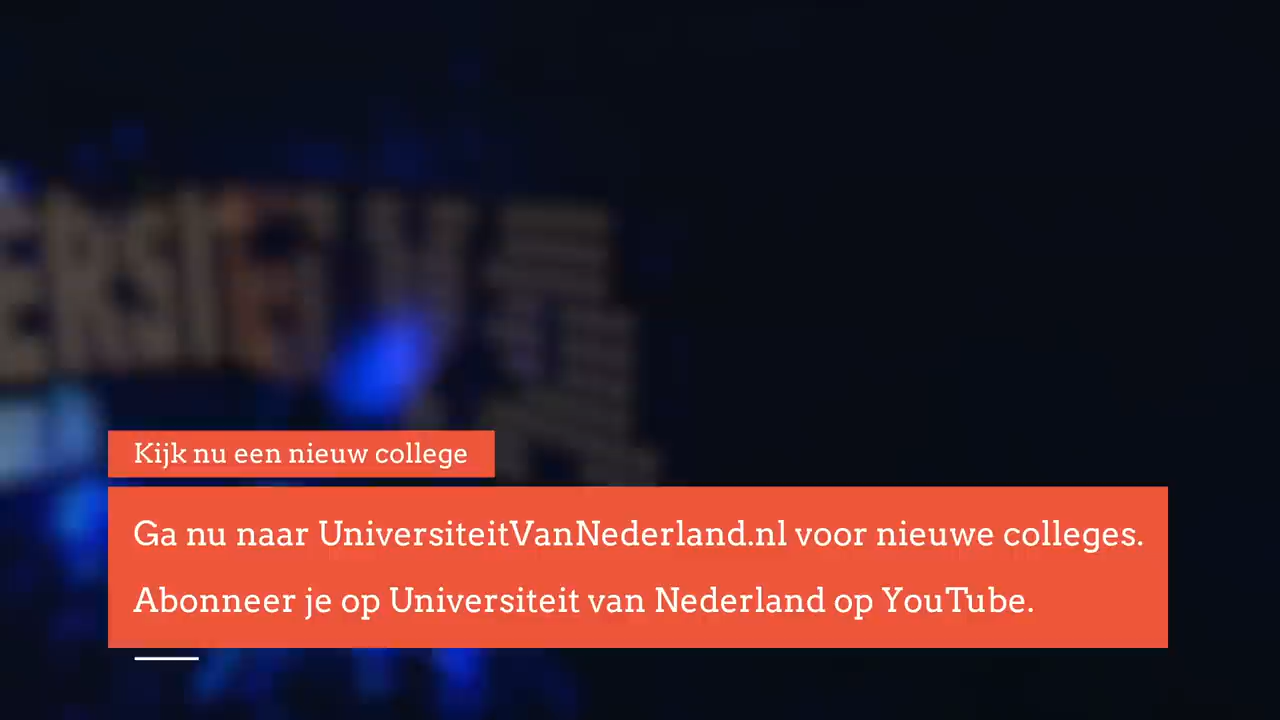 ERSIT
Kijk nu een nieuw college
Ga nu naar UniversiteitVanNederland.nl voor nieuwe colleges.
Abonneer je op Universiteit van Nederland op YouTube.